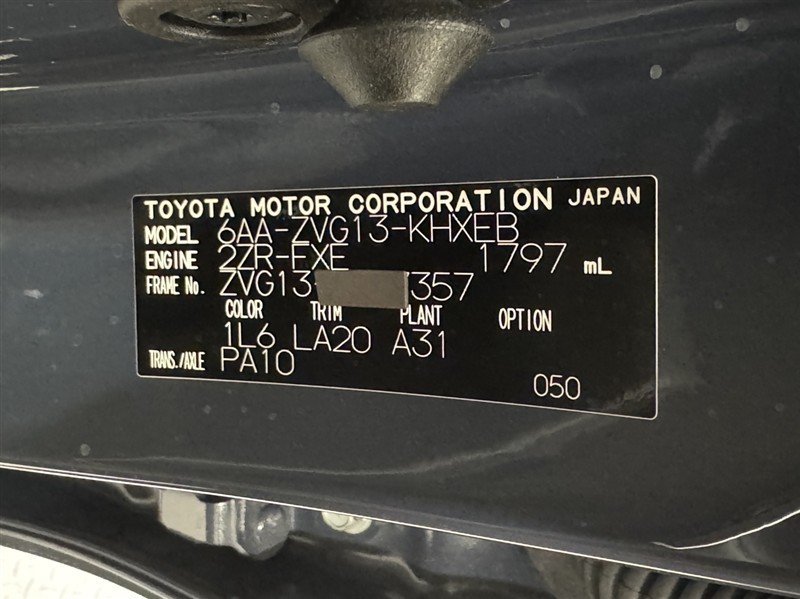 TOYOTA MOTOR CORPORATION JAPAN
MODEL 6AA-ZVG13-KHXEB
ENGINE 2ZR-FXE 1797 mL
FRAME No. ZVG13- 357
COLOR TRIM PLANT OPTION
1L6 LA20 A31
TRANS./AXLE PA10
050